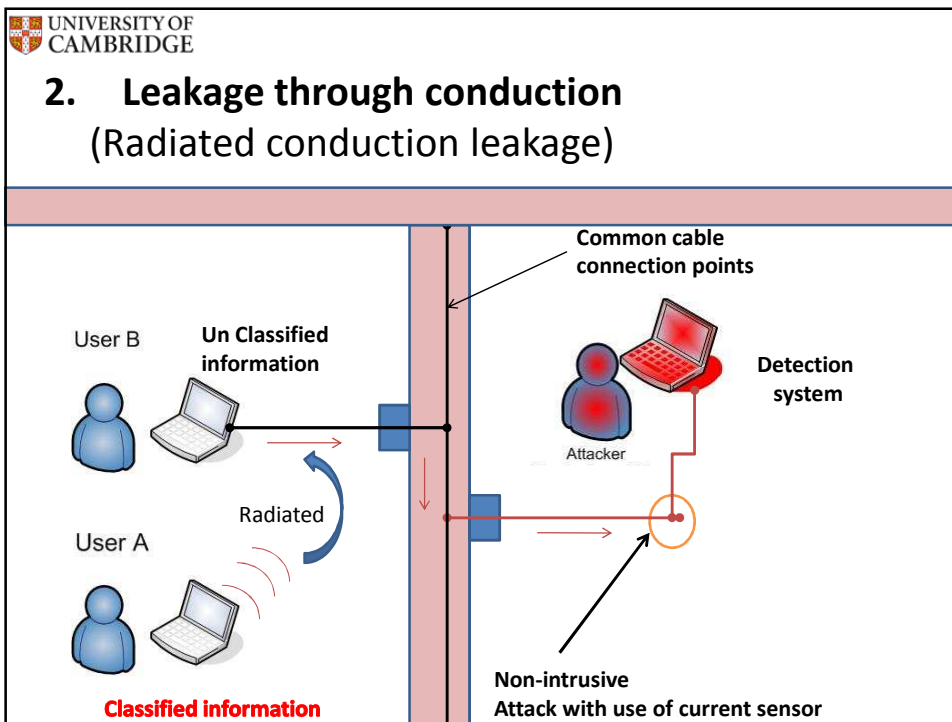 UNIVERSITY OF
CAMBRIDGE
2. Leakage through conduction
(Radiated conduction leakage)
Common cable
connection points
User B
Un Classified
information
Detection
system
Attacker
Radiated
User A
Classified information
Non-intrusive
Attack with use of current sensor